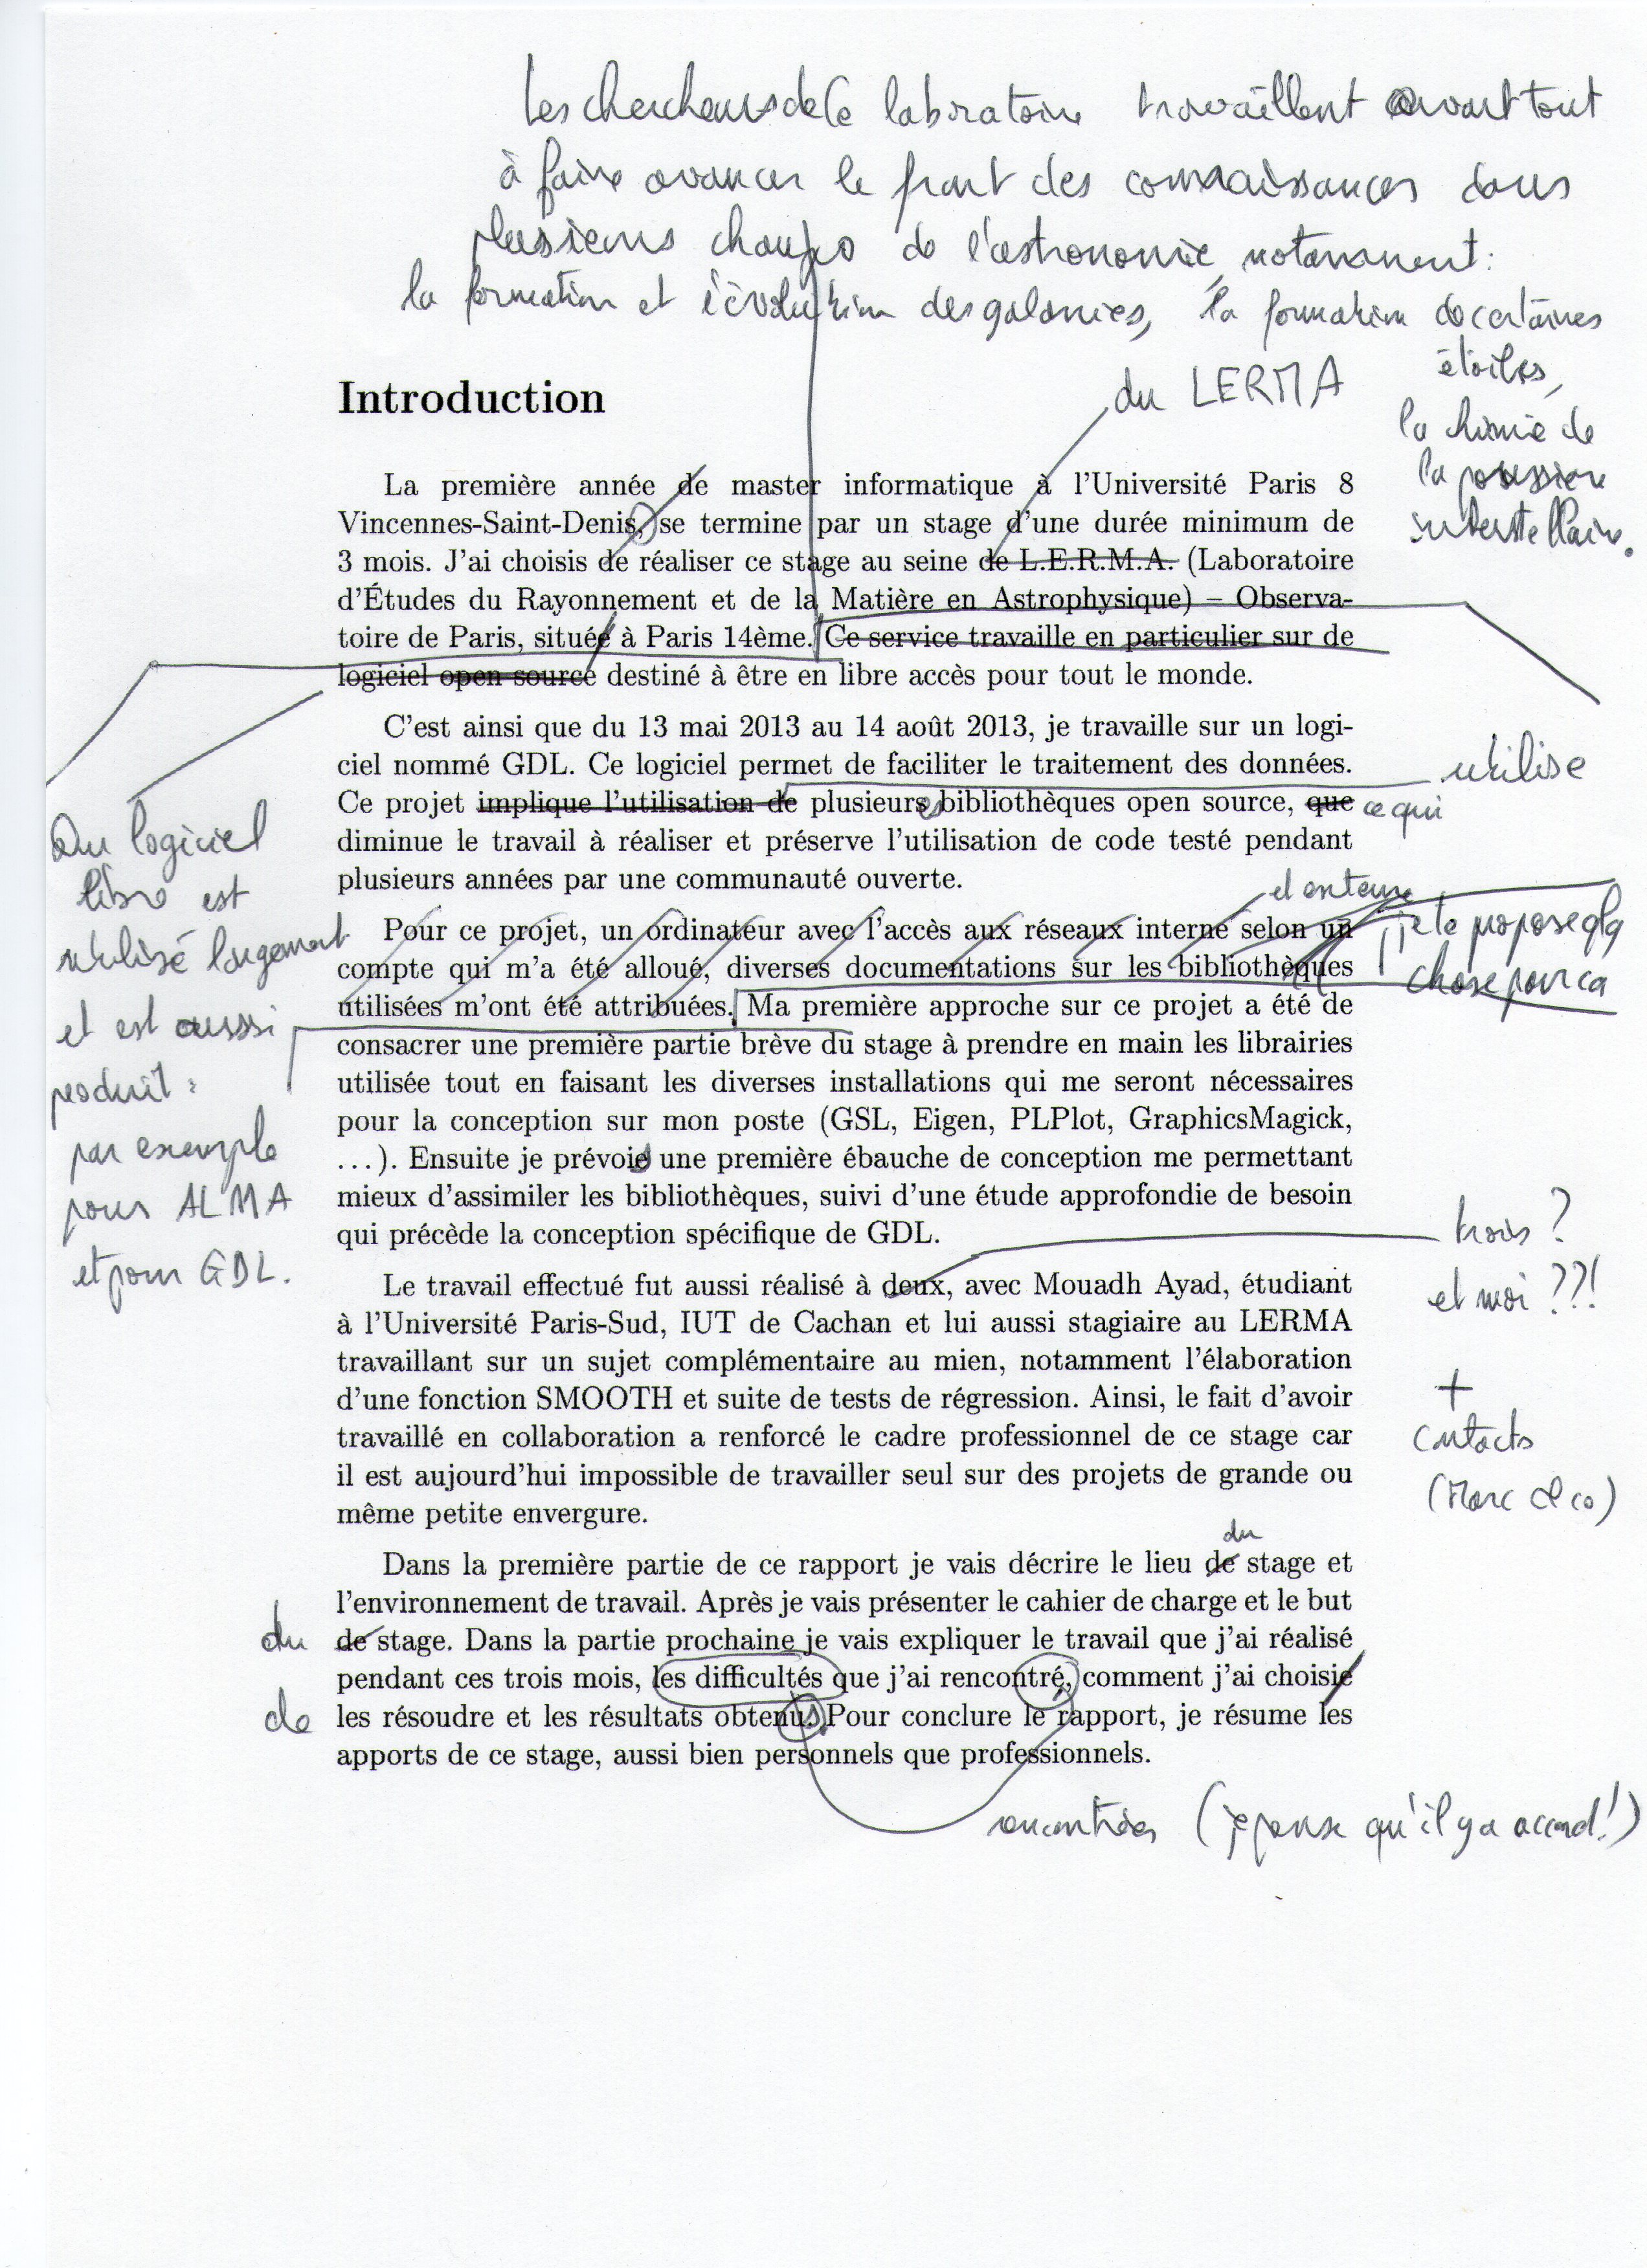 Les chercheurs de ce laboratoire travaillent avant tout
à faire avancer le front des connaissances dans
plusieurs champs de l'astronomie, notamment :
la formation et l'évolution des galaxies, la formation de certaines
étoiles,
la chimie de
la poussière
interstellaire.
du LERMA
Introduction
La première année de master informatique à l'Université Paris 8
Vincennes-Saint-Denis, se termine par un stage d'une durée minimum de
3 mois. J'ai choisis de réaliser ce stage au seine de L.E.R.M.A. (Laboratoire
d'Études du Rayonnement et de la Matière en Astrophysique) – Observa-
toire de Paris, située à Paris 14ème. Ce service travaille en particulier sur de
logiciel open source destiné à être en libre accès pour tout le monde.
C'est ainsi que du 13 mai 2013 au 14 août 2013, je travaille sur un logi-
ciel nommé GDL. Ce logiciel permet de faciliter le traitement des données.
utilise
Ce projet implique l'utilisation de plusieurs bibliothèques open source, que
ce qui
diminue le travail à réaliser et préserve l'utilisation de code testé pendant
plusieurs années par une communauté ouverte.
logiciel
libre est
utilisé largement
et est aussi
produit :
par exemple
pour ALMA
et pour GDL.
et externe
Pour ce projet, un ordinateur avec l'accès aux réseaux interne selon un
je te propose qlq
compte qui m'a été alloué, diverses documentations sur les bibliothèques
chose pour ca
utilisées m'ont été attribuées. Ma première approche sur ce projet a été de
consacrer une première partie brève du stage à prendre en main les librairies
utilisée tout en faisant les diverses installations qui me seront nécessaires
pour la conception sur mon poste (GSL, Eigen, PLPlot, GraphicsMagick,
...). Ensuite je prévois une première ébauche de conception me permettant
mieux d'assimiler les bibliothèques, suivi d'une étude approfondie de besoin
qui précède la conception spécifique de GDL.
trois ?
et moi ??!
Le travail effectué fut aussi réalisé à deux, avec Mouadh Ayad, étudiant
à l'Université Paris-Sud, IUT de Cachan et lui aussi stagiaire au LERMA
travaillant sur un sujet complémentaire au mien, notamment l'élaboration
d'une fonction SMOOTH et suite de tests de régression. Ainsi, le fait d'avoir
travaillé en collaboration a renforcé le cadre professionnel de ce stage car
il est aujourd'hui impossible de travailler seul sur des projets de grande ou
même petite envergure.
+
contacts
(Marc & co)
du
Dans la première partie de ce rapport je vais décrire le lieu de stage et
l'environnement de travail. Après je vais présenter le cahier de charge et le but
du
de stage. Dans la partie prochaine je vais expliquer le travail que j'ai réalisé
pendant ces trois mois, les difficultés que j'ai rencontré, comment j'ai choisie
de
les résoudre et les résultats obtenus. Pour conclure le rapport, je résume les
apports de ce stage, aussi bien personnels que professionnels.
rencontrées (je pense qu'il y a accord!)